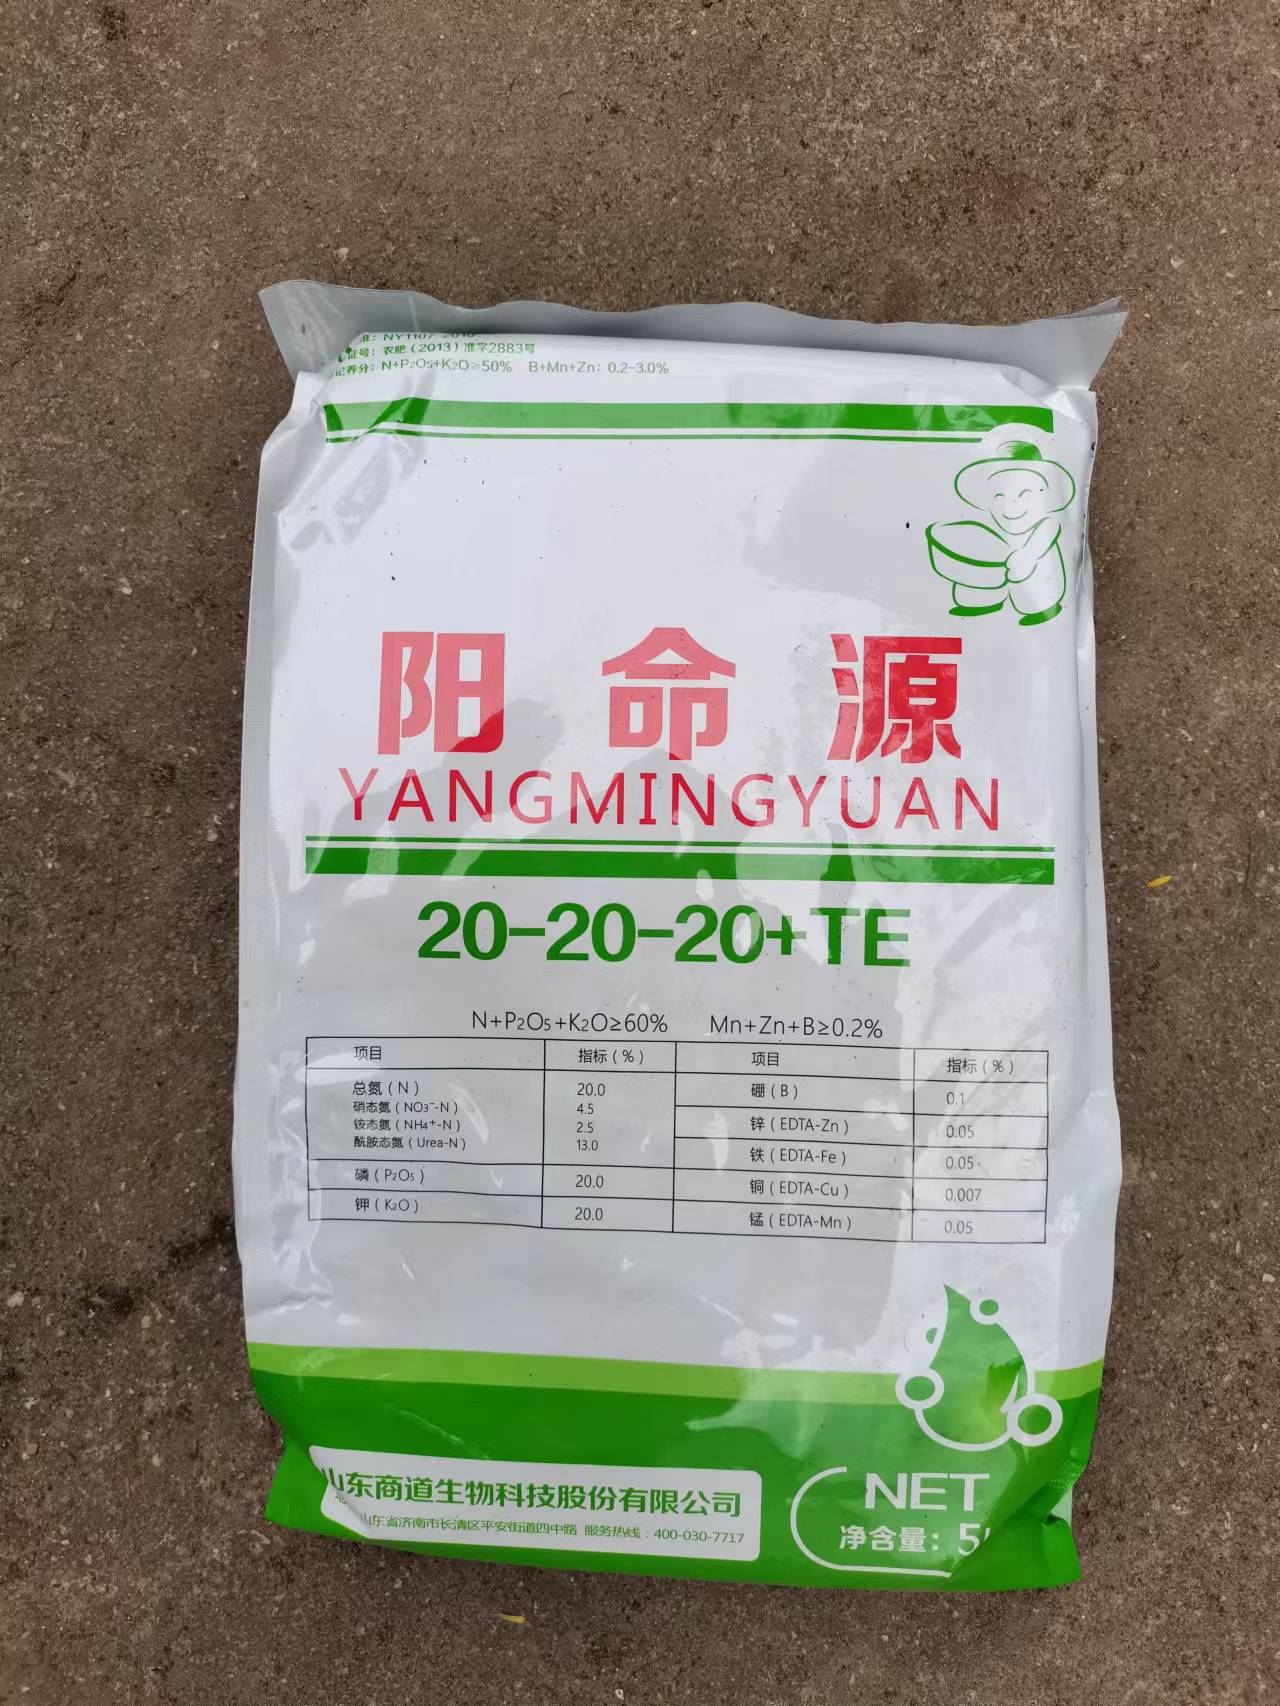 准：NY1107-2010
证号：农肥（2013）准字2883号
记养分：N+P₂O₅+K₂O≥50% B+Mn+Zn：0.2-3.0%
阳命源
YANGMINGYUAN
20-20-20+TE
N+P₂O₅+K₂O≥60% Mn+Zn+B≥0.2%
项目 指标（%） 项目 指标（%）
总氮（N） 20.0 硼（B） 0.1
硝态氮（NO₃⁻-N） 4.5
铵态氮（NH₄⁺-N） 2.5 锌（EDTA-Zn） 0.05
酰胺态氮（Urea-N） 13.0 铁（EDTA-Fe） 0.05
磷（P₂O₅） 20.0 铜（EDTA-Cu） 0.007
钾（K₂O） 20.0 锰（EDTA-Mn） 0.05
山东商道生物科技股份有限公司
山东省济南市长清区平安街道四中路 服务热线：400-030-7717
NET
净含量：5